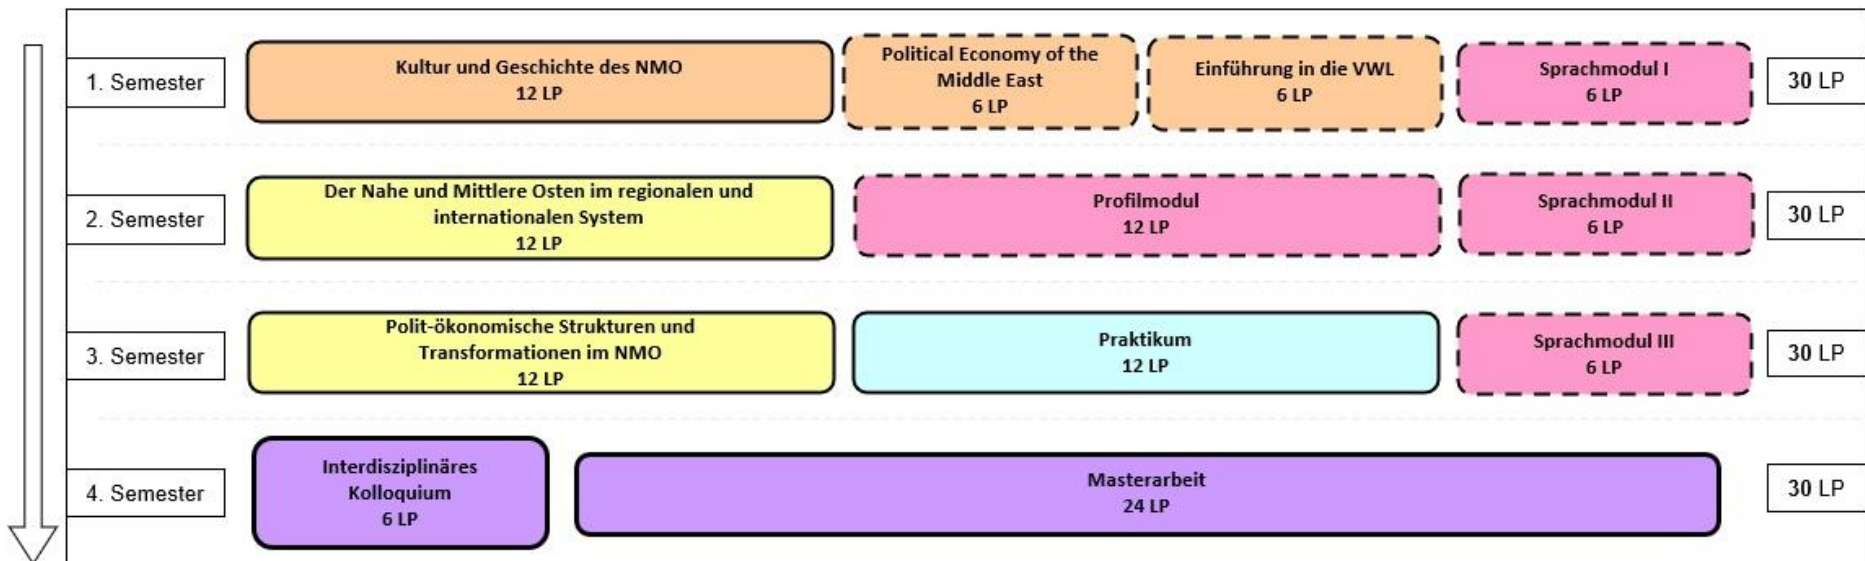 1. Semester
Kultur und Geschichte des NMO
12 LP
Political Economy of the
Middle East
6 LP
Einführung in die VWL
6 LP
Sprachmodul I
6 LP
30 LP
2. Semester
Der Nahe und Mittlere Osten im regionalen und
internationalen System
12 LP
Profilmodul
12 LP
Sprachmodul II
6 LP
30 LP
3. Semester
Polit-ökonomische Strukturen und
Transformationen im NMO
12 LP
Praktikum
12 LP
Sprachmodul III
6 LP
30 LP
4. Semester
Interdisziplinäres
Kolloquium
6 LP
Masterarbeit
24 LP
30 LP